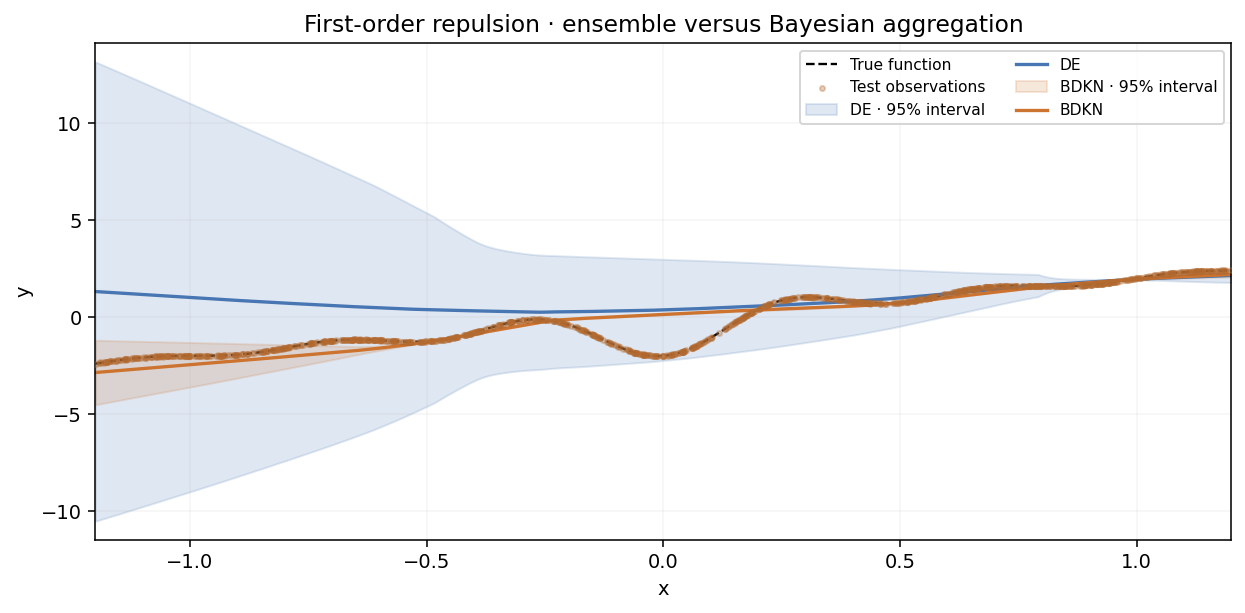 First-order repulsion · ensemble versus Bayesian aggregation
True function
Test observations
DE · 95% interval
DE
BDKN · 95% interval
BDKN
10
5
0
−5
−10
y
−1.0
−0.5
0.0
0.5
1.0
x